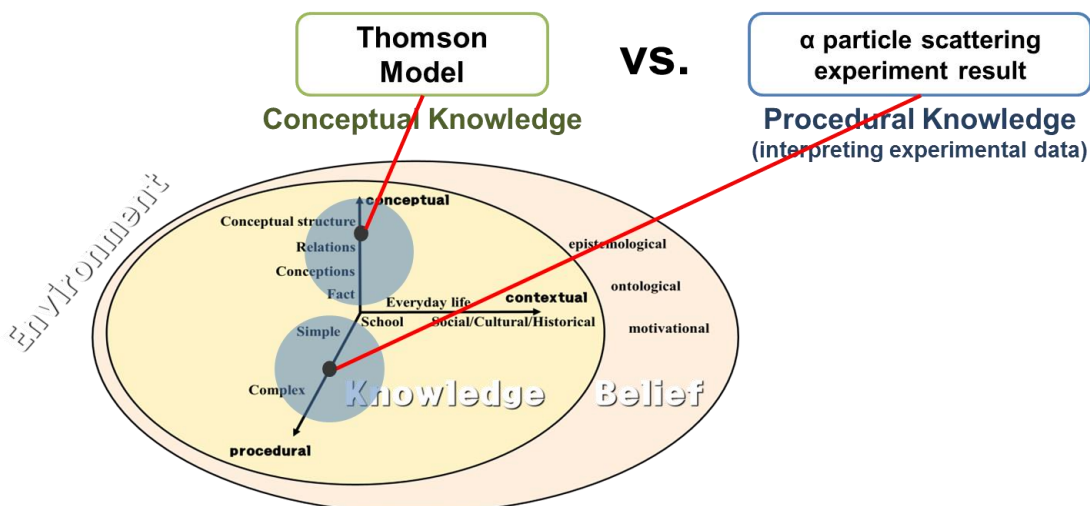 Thomson
Model
vs.
α particle scattering
experiment result
Conceptual Knowledge
Procedural Knowledge
(interpreting experimental data)
Environment
conceptual
Conceptual structure
Relations
Conceptions
Fact
Everyday life
contextual
School
Social/Cultural/Historical
Simple
Complex
procedural
Knowledge
Belief
epistemological
ontological
motivational